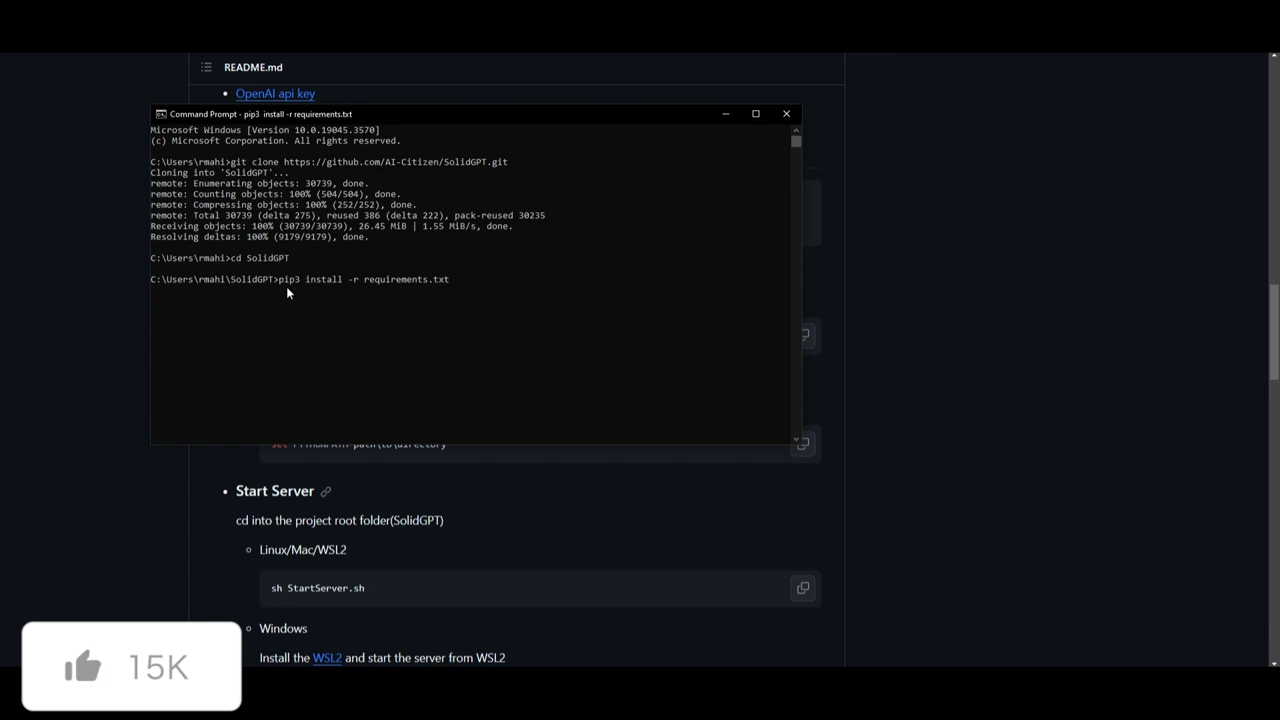 README.md
OpenAI api key
Command Prompt - pip3 install -r requirements.txt
Microsoft Windows [Version 10.0.19045.3570]
(c) Microsoft Corporation. All rights reserved.
C:\Users\rmahi>git clone https://github.com/AI-Citizen/SolidGPT.git
Cloning into 'SolidGPT'...
remote: Enumerating objects: 30739, done.
remote: Counting objects: 100% (504/504), done.
remote: Compressing objects: 100% (252/252), done.
remote: Total 30739 (delta 275), reused 386 (delta 222), pack-reused 30235
Receiving objects: 100% (30739/30739), 26.45 MiB | 1.55 MiB/s, done.
Resolving deltas: 100% (9179/9179), done.
C:\Users\rmahi>cd SolidGPT
C:\Users\rmahi\SolidGPT>pip3 install -r requirements.txt
Start Server
cd into the project root folder(SolidGPT)
Linux/Mac/WSL2
sh StartServer.sh
Windows
Install the WSL2 and start the server from WSL2
15K